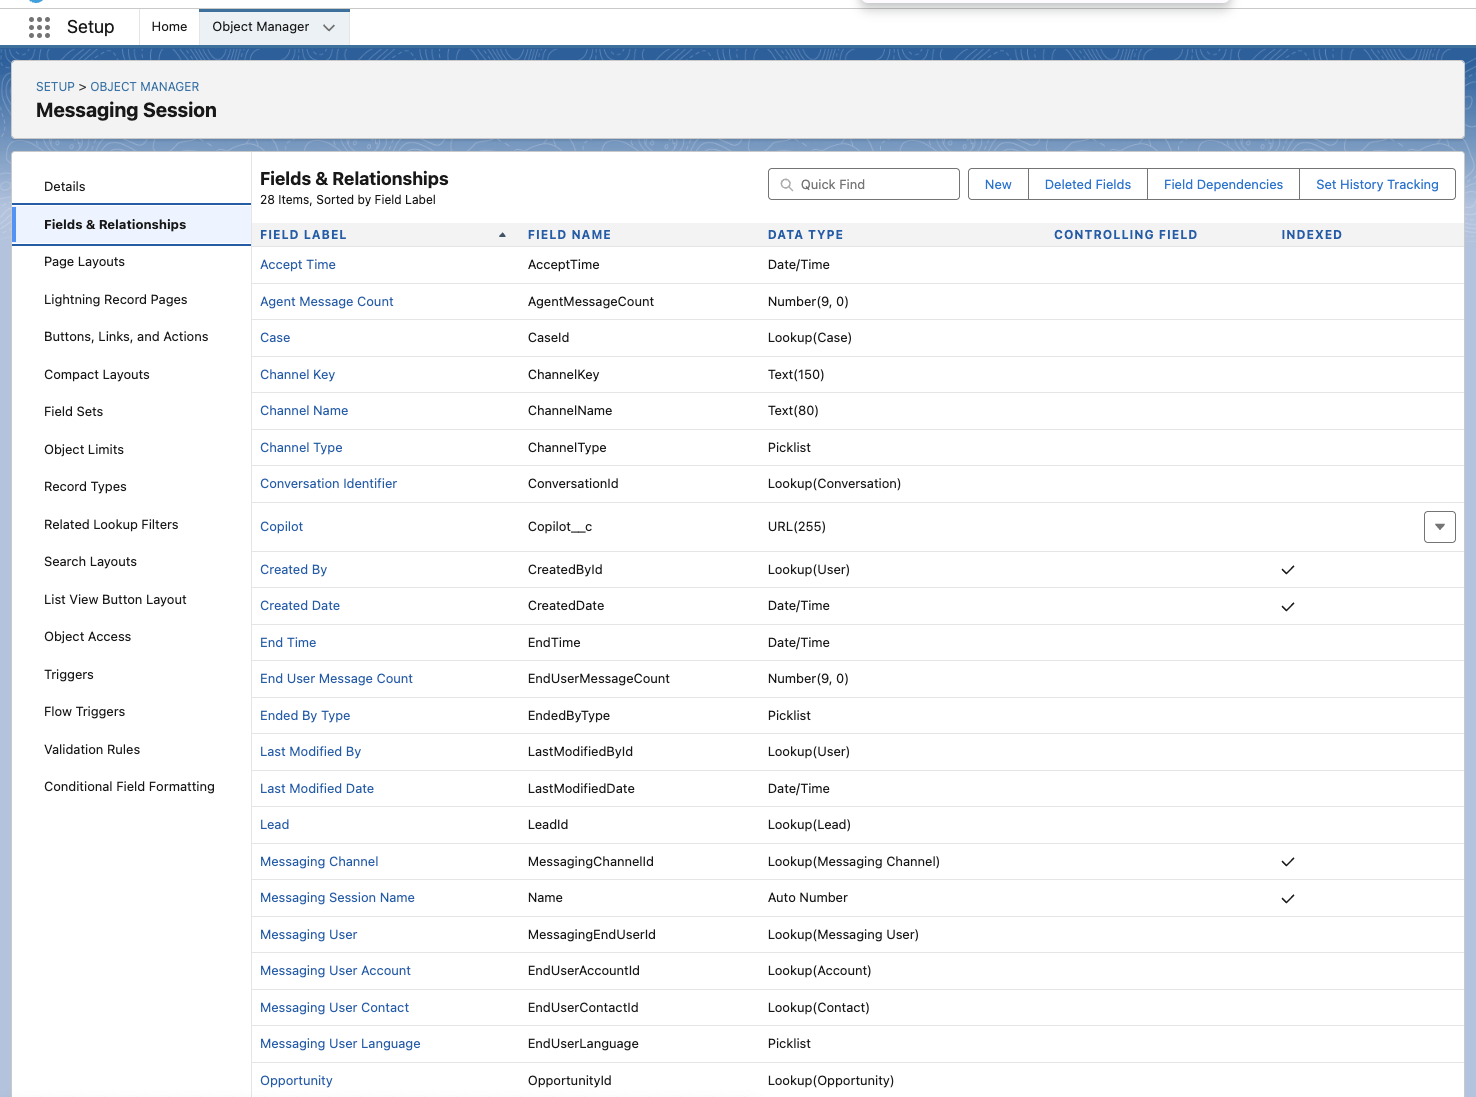 Setup
Home
Object Manager
SETUP > OBJECT MANAGER
Messaging Session
Details
Fields & Relationships
Page Layouts
Lightning Record Pages
Buttons, Links, and Actions
Compact Layouts
Field Sets
Object Limits
Record Types
Related Lookup Filters
Search Layouts
List View Button Layout
Object Access
Triggers
Flow Triggers
Validation Rules
Conditional Field Formatting
Fields & Relationships
28 Items, Sorted by Field Label
Quick Find
New
Deleted Fields
Field Dependencies
Set History Tracking
FIELD LABEL FIELD NAME DATA TYPE CONTROLLING FIELD INDEXED
Accept Time AcceptTime Date/Time
Agent Message Count AgentMessageCount Number(9, 0)
Case CaseId Lookup(Case)
Channel Key ChannelKey Text(150)
Channel Name ChannelName Text(80)
Channel Type ChannelType Picklist
Conversation Identifier ConversationId Lookup(Conversation)
Copilot Copilot__c URL(255)
Created By CreatedById Lookup(User)
Created Date CreatedDate Date/Time
End Time EndTime Date/Time
End User Message Count EndUserMessageCount Number(9, 0)
Ended By Type EndedByType Picklist
Last Modified By LastModifiedById Lookup(User)
Last Modified Date LastModifiedDate Date/Time
Lead LeadId Lookup(Lead)
Messaging Channel MessagingChannelId Lookup(Messaging Channel)
Messaging Session Name Name Auto Number
Messaging User MessagingEndUserId Lookup(Messaging User)
Messaging User Account EndUserAccountId Lookup(Account)
Messaging User Contact EndUserContactId Lookup(Contact)
Messaging User Language EndUserLanguage Picklist
Opportunity OpportunityId Lookup(Opportunity)